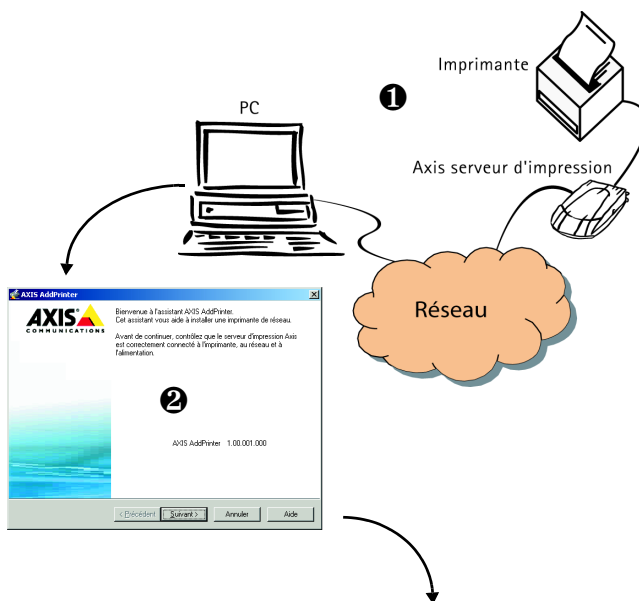 Imprimante
❶
PC
Axis serveur d'impression
Réseau
AXIS AddPrinter
AXIS
COMMUNICATIONS
Bienvenue à l'assistant AXIS AddPrinter.
Cet assistant vous aide à installer une imprimante de réseau.
Avant de continuer, contrôlez que le serveur d'impression Axis
est correctement connecté à l'imprimante, au réseau et à
l'alimentation.
❷
AXIS AddPrinter 1.00.001.000
< Précédent Suivant > Annuler Aide